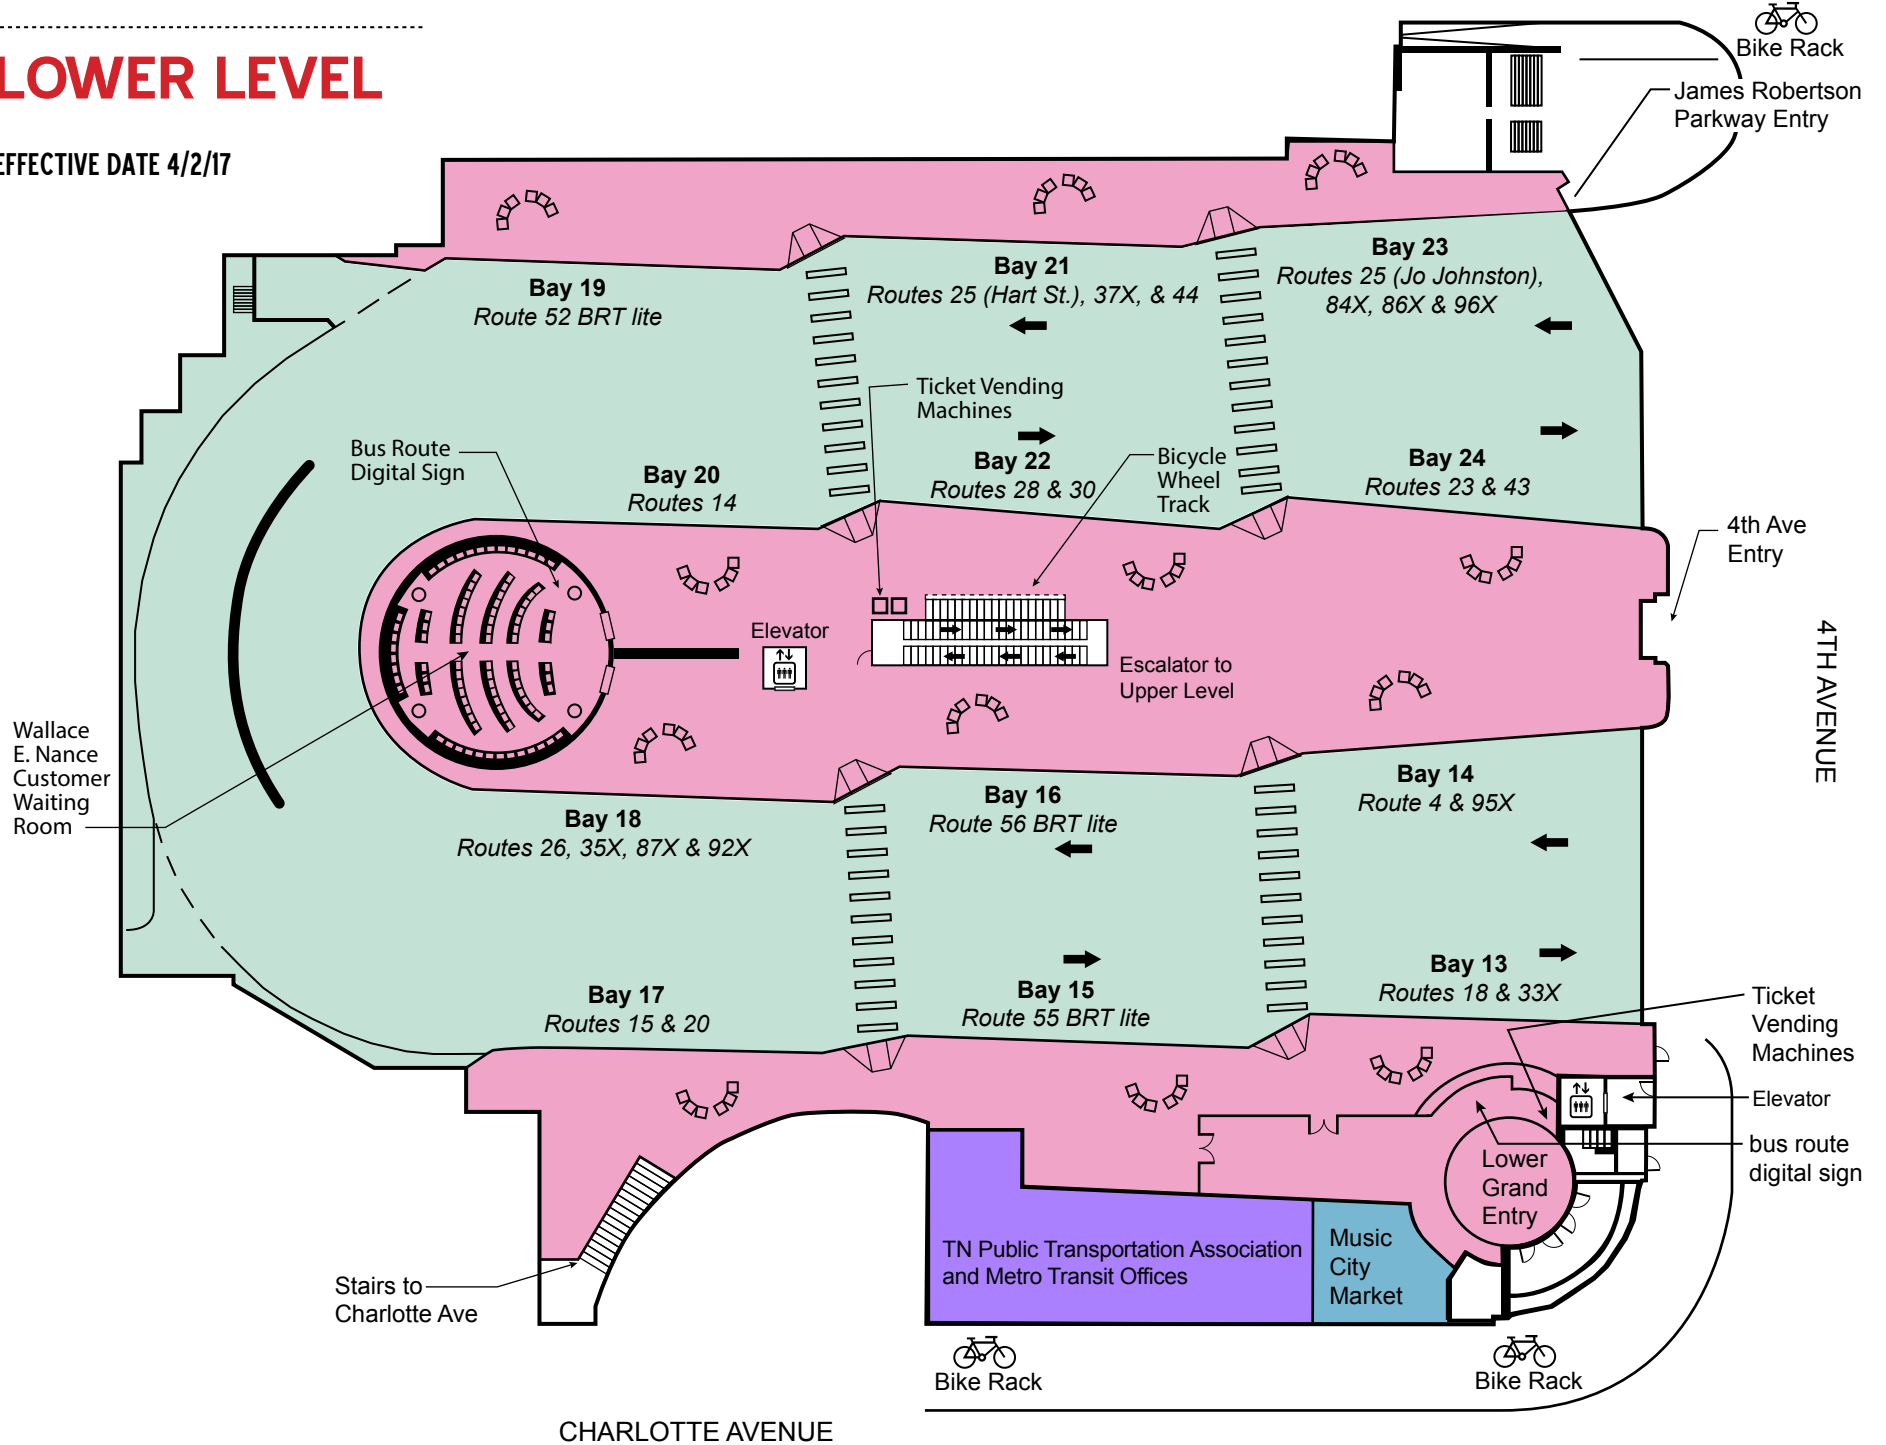 LOWER LEVEL
EFFECTIVE DATE 4/2/17
Bike Rack
James Robertson
Parkway Entry
Bay 19
Route 52 BRT lite
Bay 21
Routes 25 (Hart St.), 37X, & 44
Bay 23
Routes 25 (Jo Johnston),
84X, 86X & 96X
Ticket Vending
Machines
Bus Route
Digital Sign
Bay 20
Routes 14
Bay 22
Routes 28 & 30
Bicycle
Wheel
Track
Bay 24
Routes 23 & 43
4th Ave
Entry
4TH AVENUE
Elevator
Escalator to
Upper Level
Wallace
E. Nance
Customer
Waiting
Room
Bay 18
Routes 26, 35X, 87X & 92X
Bay 16
Route 56 BRT lite
Bay 14
Route 4 & 95X
Bay 17
Routes 15 & 20
Bay 15
Route 55 BRT lite
Bay 13
Routes 18 & 33X
Ticket
Vending
Machines
Elevator
bus route
digital sign
Lower
Grand
Entry
TN Public Transportation Association
and Metro Transit Offices
Music
City
Market
Stairs to
Charlotte Ave
Bike Rack
Bike Rack
CHARLOTTE AVENUE